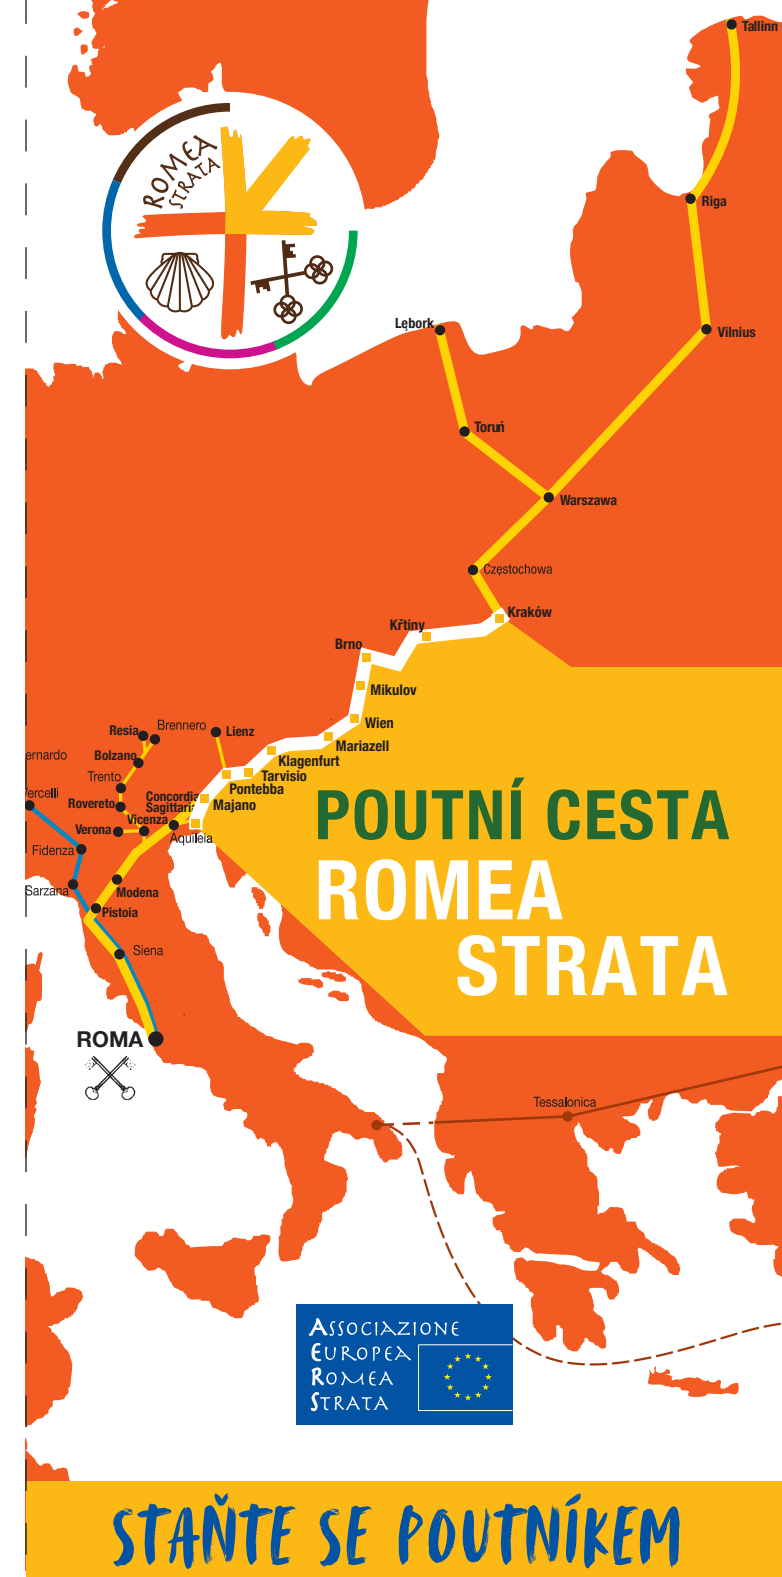 Tallinn
ROMEA
STRATA
Riga
Lębork
Vilnius
Toruń
Warszawa
Częstochowa
Kraków
Křtiny
Brno
Mikulov
Wien
Mariazell
Klagenfurt
Tarvisio
Pontebba
Majano
Lienz
Brennero
Resia
Bolzano
Trento
Rovereto
Verona
Vicenza
Concordia
Sagittaria
Aquileia
ernardo
ercelli
Fidenza
Sarzana
Modena
Pistoia
Siena
ROMA
POUTNÍ CESTA
ROMEA
STRATA
Tessalonica
ASSOCIAZIONE
EUROPEA
ROMEA
STRATA
STAŇTE SE POUTNÍKEM